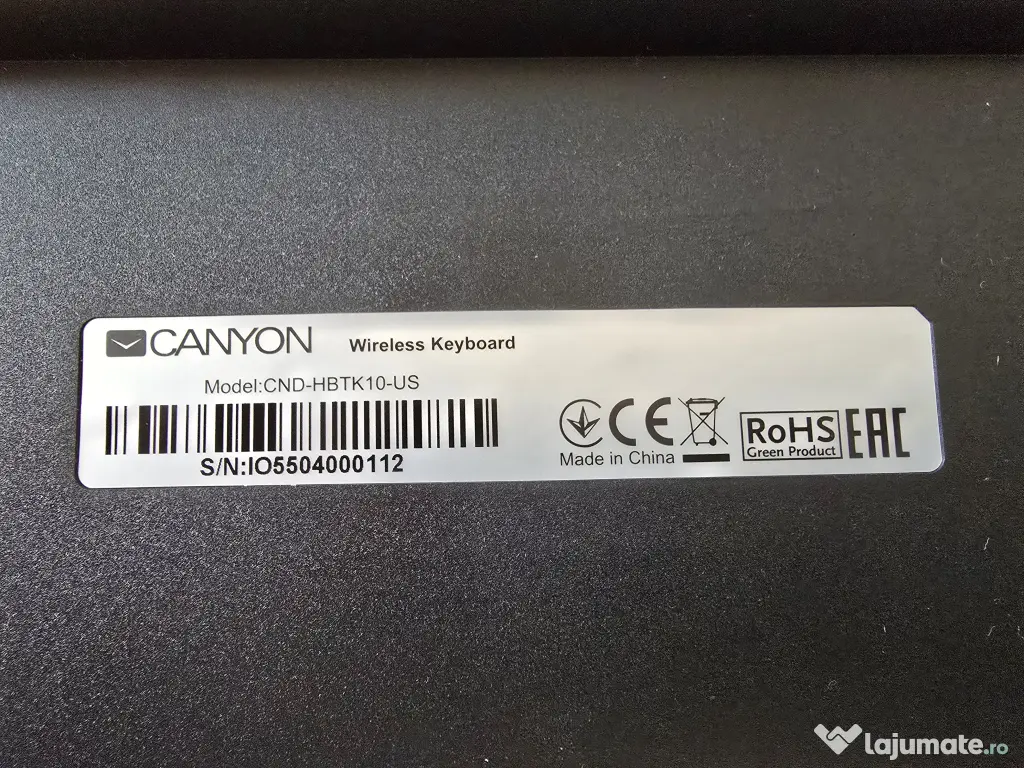 CANYON Wireless Keyboard
Model:CND-HBTK10-US
S/N:IO5504000112
CE
Made in China
RoHS
Green Product
EAC
lajumate.ro